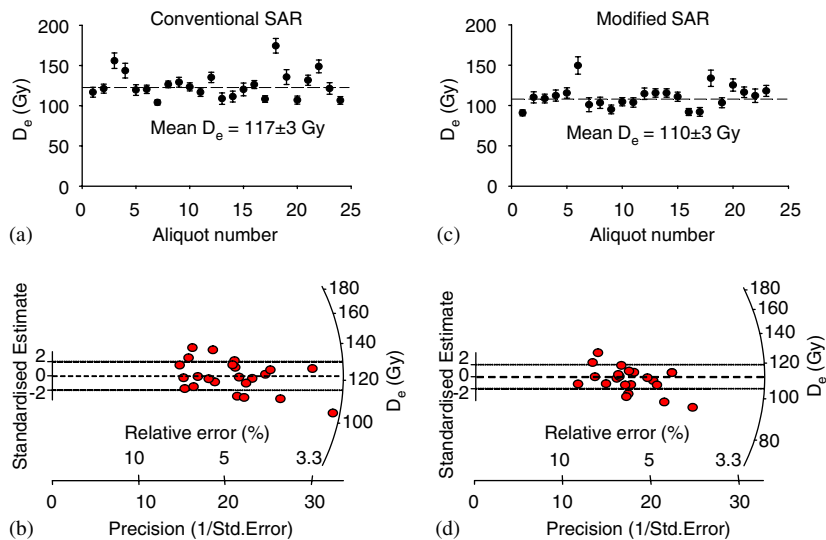 Conventional SAR
200
150
100
50
0
De (Gy)
Mean De = 117±3 Gy
0 5 10 15 20 25
Aliquot number
(a)
Modified SAR
200
150
100
50
0
De (Gy)
Mean De = 110±3 Gy
0 5 10 15 20 25
Aliquot number
(c)
Standardised Estimate
2
0
-2
180
160
140
120
100
De (Gy)
Relative error (%)
10 5 3.3
0 10 20 30
Precision (1/Std.Error)
(b)
Standardised Estimate
2
0
-2
180
160
140
120
100
80
De (Gy)
Relative error (%)
10 5 3.3
0 10 20 30
Precision (1/Std.Error)
(d)